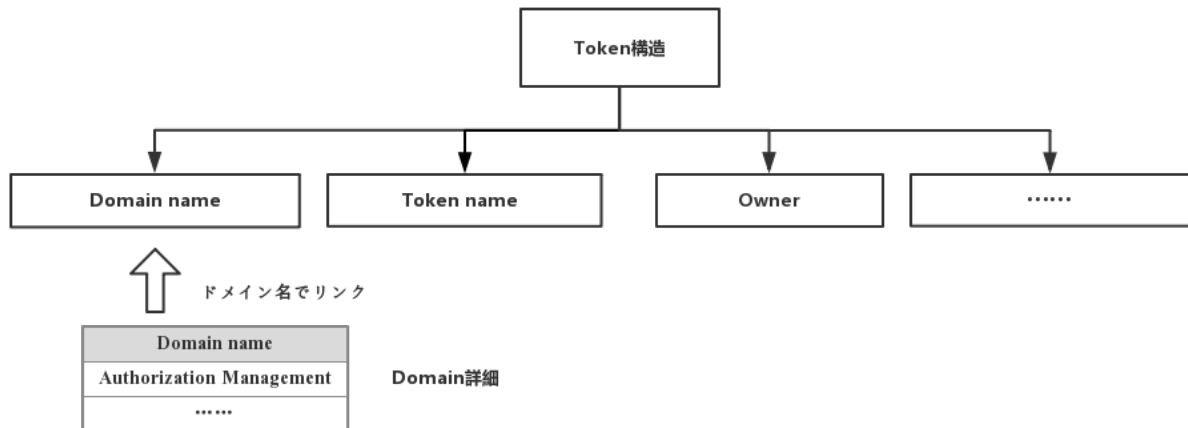 Token構造
Domain name
Token name
Owner
······
ドメイン名でリンク
Domain name
Authorization Management
Domain詳細
······